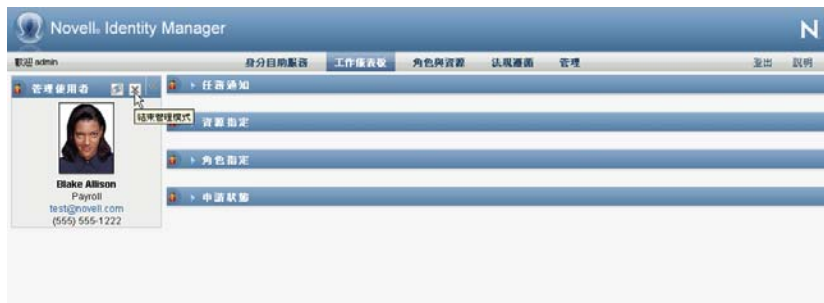 Novell® Identity Manager
N
歡迎 admin
身分自助服務 工作儀表板 角色與資源 法規遵循 管理 登出 說明
管理使用者
任務通知
結束管理模式
資源指定
角色指定
申請狀態
Blake Allison
Payroll
test@novell.com
(555) 555-1222